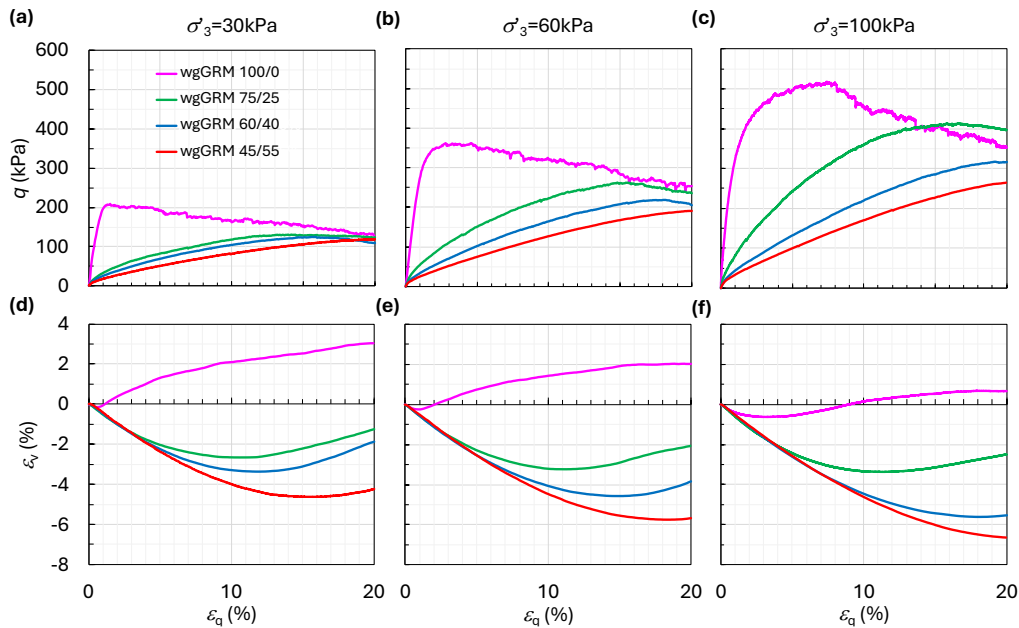 (a) σ'3=30kPa (b) σ'3=60kPa (c) σ'3=100kPa
600
500
400
300
200
100
0
q (kPa)
wgGRM 100/0
wgGRM 75/25
wgGRM 60/40
wgGRM 45/55
(d) (e) (f)
4
2
0
-2
-4
-6
-8
εv (%)
0 10 20 0 10 20 0 10 20
εq (%) εq (%) εq (%)